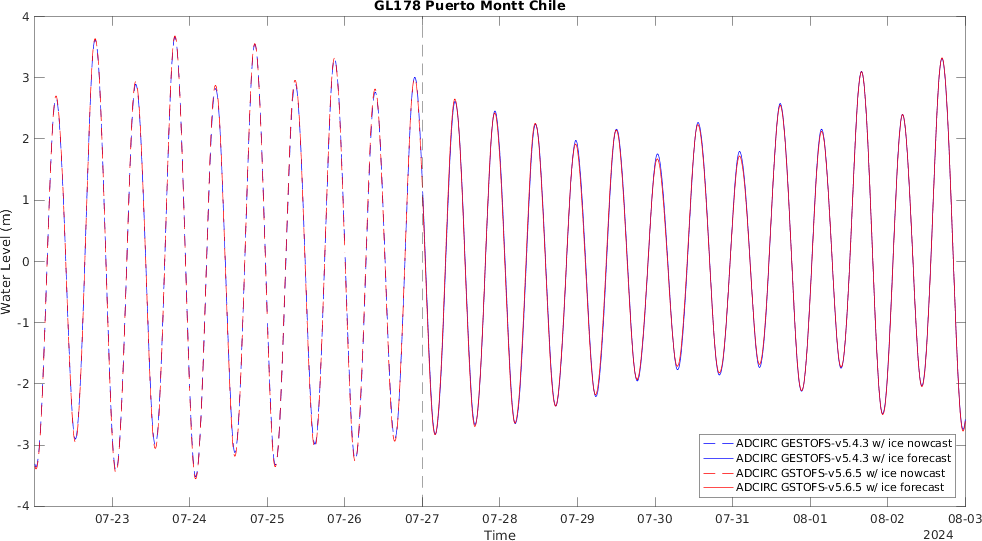 GL178 Puerto Montt Chile
4
3
2
1
0
-1
-2
-3
-4
Water Level (m)
ADCIRC GESTOFS-v5.4.3 w/ ice nowcast
ADCIRC GESTOFS-v5.4.3 w/ ice forecast
ADCIRC GSTOFS-v5.6.5 w/ ice nowcast
ADCIRC GSTOFS-v5.6.5 w/ ice forecast
07-23 07-24 07-25 07-26 07-27 07-28 07-29 07-30 07-31 08-01 08-02 08-03
Time
2024